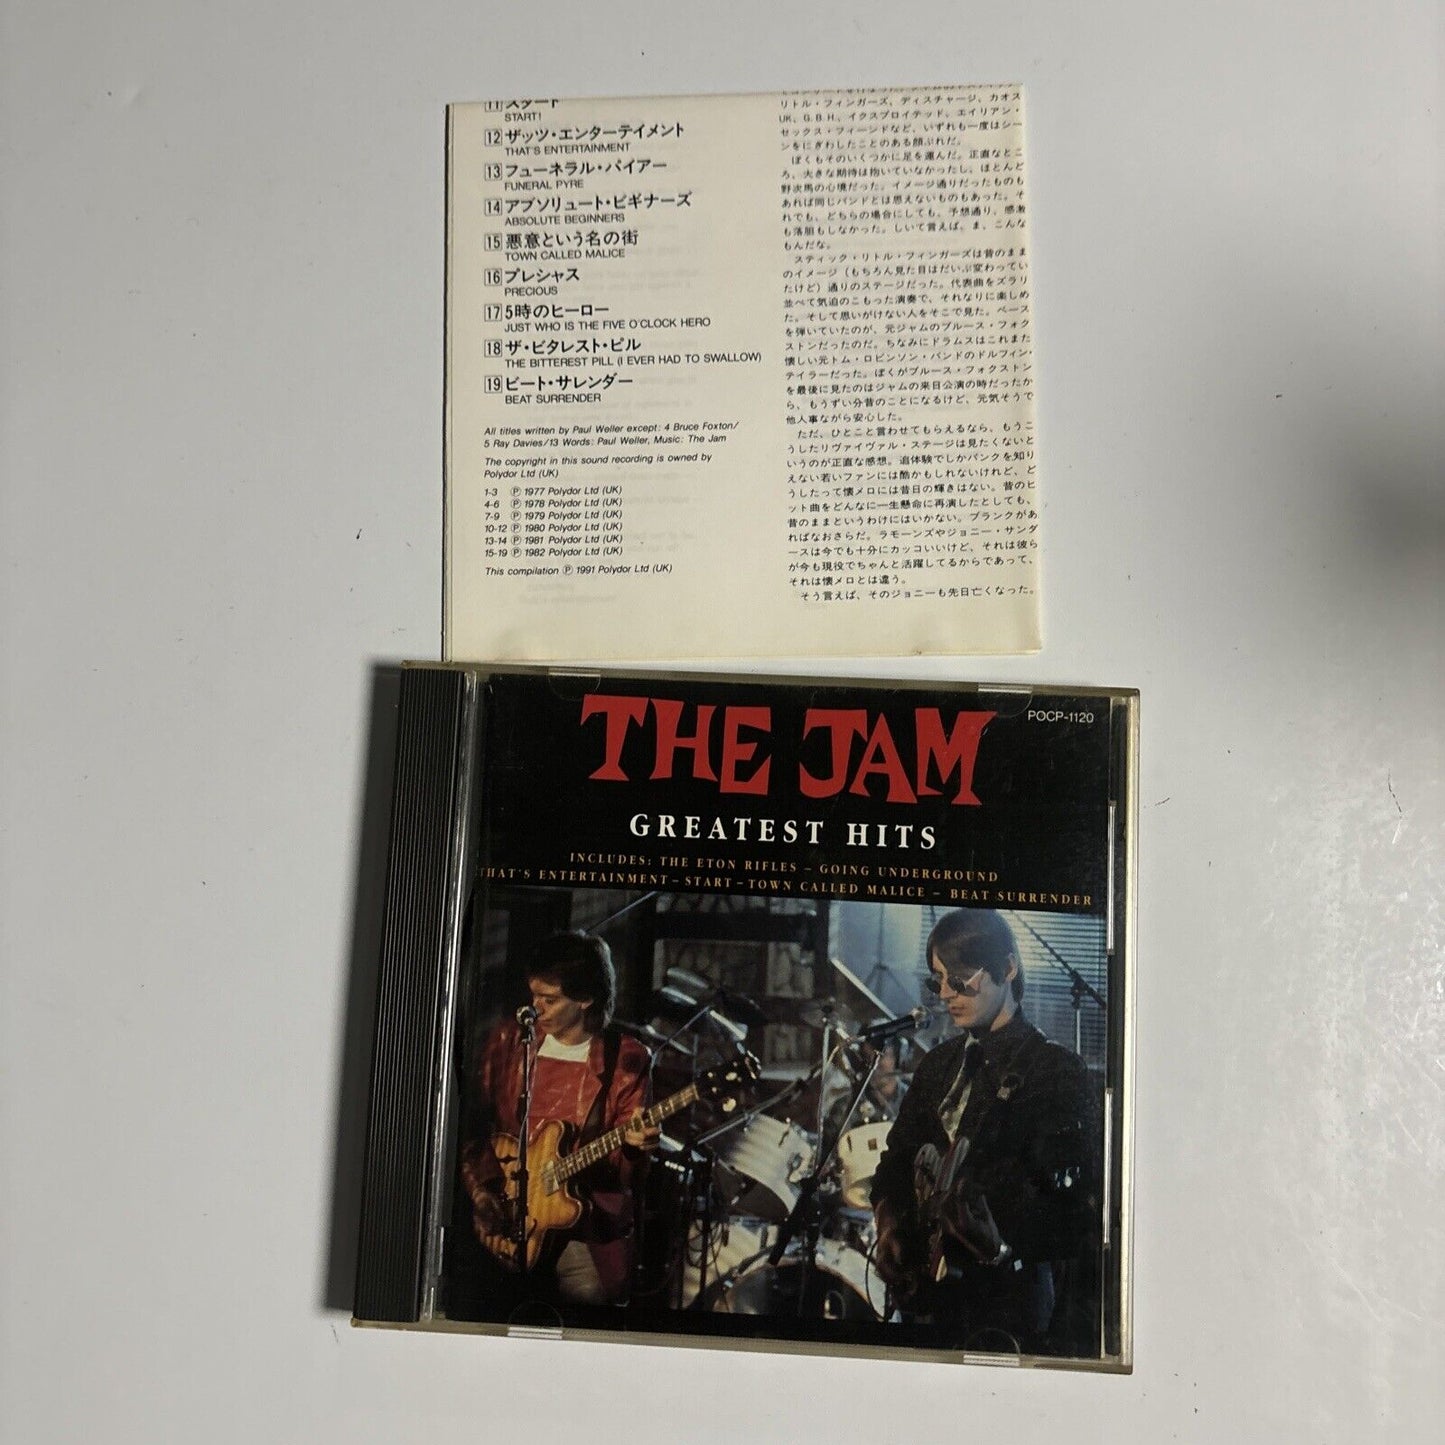 11 スタート
START!
12 ザッツ・エンターテイメント
THAT'S ENTERTAINMENT
13 フューネラル・パイアー
FUNERAL PYRE
14 アブソリュート・ビギナーズ
ABSOLUTE BEGINNERS
15 悪意という名の街
TOWN CALLED MALICE
16 プレシャス
PRECIOUS
17 5時のヒーロー
JUST WHO IS THE FIVE O'CLOCK HERO
18 ザ・ビタレスト・ピル
THE BITTEREST PILL (I EVER HAD TO SWALLOW)
19 ビート・サレンダー
BEAT SURRENDER
All titles written by Paul Weller except: 4 Bruce Foxton/
5 Ray Davies/13 Words: Paul Weller, Music: The Jam
The copyright in this sound recording is owned by
Polydor Ltd (UK)
1-3 Ⓟ 1977 Polydor Ltd (UK)
4-6 Ⓟ 1978 Polydor Ltd (UK)
7-9 Ⓟ 1979 Polydor Ltd (UK)
10-12 Ⓟ 1980 Polydor Ltd (UK)
13-14 Ⓟ 1981 Polydor Ltd (UK)
15-19 Ⓟ 1982 Polydor Ltd (UK)
This compilation Ⓟ 1991 Polydor Ltd (UK)
リトル・フィンガーズ、ディスチャージ、カオス
UK、G.B.H.、イクスプロイテッド、エイリアン・
セックス・フィーンドなど、いずれも一度はシー
ンをにぎわしたことのある顔ぶれだ。
ぼくもそのいくつかに足を運んだ。正直なとこ
ろ、大きな期待は抱いていなかったし、ほとんど
野次馬の心境だった。イメージ通りだったものも
あれば同じバンドとは思えないものもあった。そ
れでも、どちらの場合にしても、予想通り、感激
も落胆もしなかった。しいて言えば、ま、こんな
もんだな。
スティッフ・リトル・フィンガーズは昔のまま
のイメージ（もちろん見た目はだいぶ変わってい
たけど）通りのステージだった。代表曲をズラリ
並べて気迫のこもった演奏で、それなりに楽しめ
た。そして思いがけない人をそこで見た。ベース
を弾いていたのが、元ジャムのブルース・フォク
ストンだったのだ。ちなみにドラムスはこれまた
懐しい元トム・ロビンソン・バンドのドルフィン・
テイラーだった。ぼくがブルース・フォクストン
を最後に見たのはジャムの来日公演の時だったか
ら、もうずい分昔のことになるけど、元気そうで
他人事ながら安心した。
ただ、ひとこと言わせてもらえるなら、もうこ
うしたリヴァイヴァル・ステージは見たくないと
いうのが正直な感想。追体験でしかパンクを知り
えない若いファンには酷かもしれないけれど、ど
うしたって懐メロには昔日の輝きはない。昔のヒ
ット曲をどんなに一生懸命に再演したとしても、
昔のままというわけにはいかない。ブランクがあ
ればなおさらだ。ラモーンズやジョニー・サンダ
ースは今でも十分にカッコいいけど、それは彼ら
が今も現役でちゃんと活躍してるからであって、
それは懐メロとは違う。
そう言えば、そのジョニーも先日亡くなった。
THE JAM
POCP-1120
GREATEST HITS
INCLUDES: THE ETON RIFLES – GOING UNDERGROUND
THAT'S ENTERTAINMENT – START – TOWN CALLED MALICE – BEAT SURRENDER